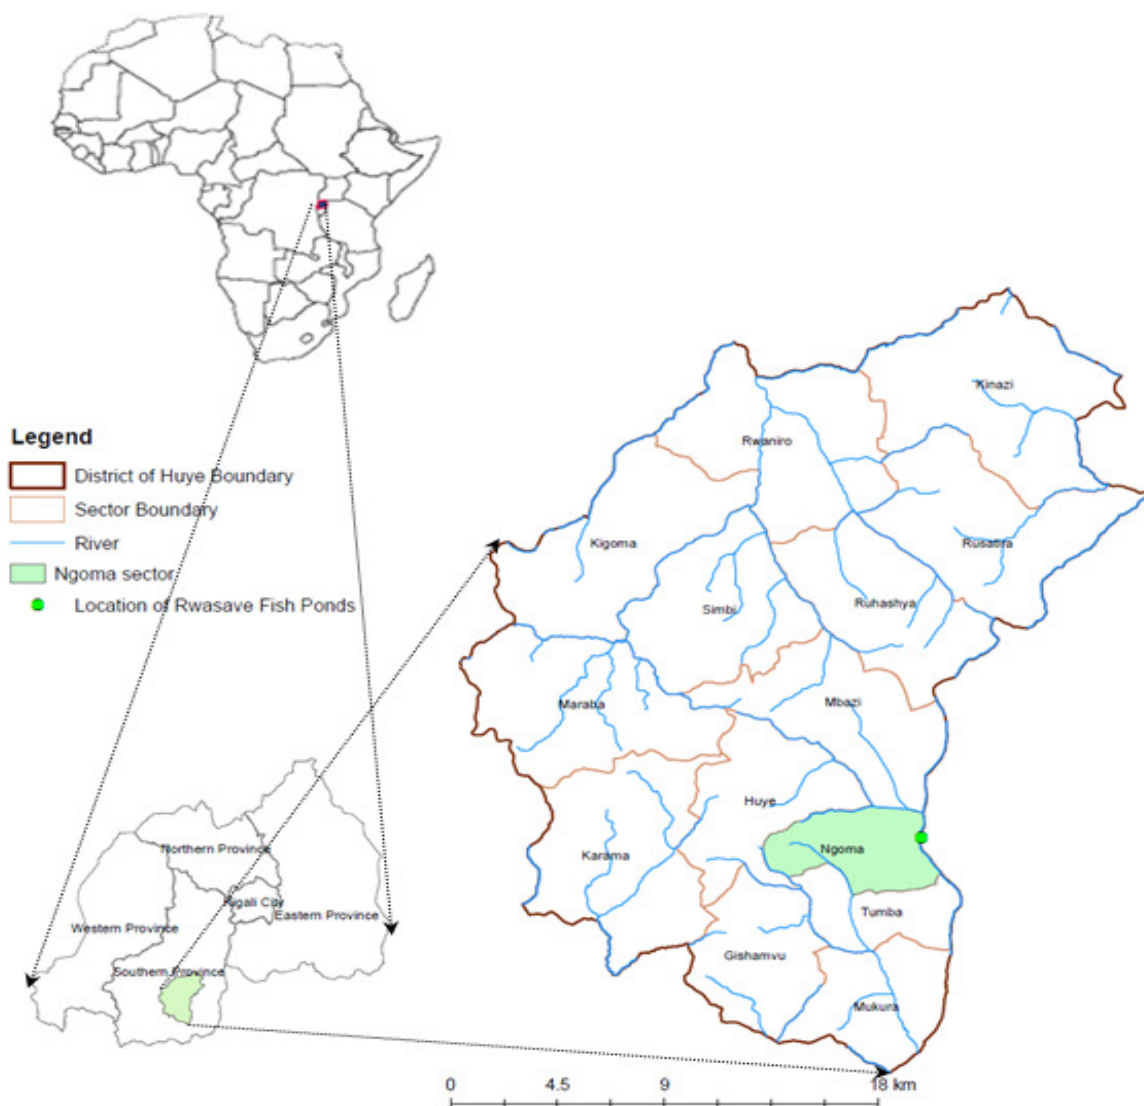 Legend
District of Huye Boundary
Sector Boundary
River
Ngoma sector
Location of Rwasave Fish Ponds
Northern Province
Kigali City
Eastern Province
Western Province
Southern Province
Kinazi
Rwaniro
Kigoma
Rusatira
Simbi
Ruhashya
Maraba
Mbazi
Huye
Karama
Ngoma
Tumba
Gishamvu
Mukura
0 4.5 9 18 km